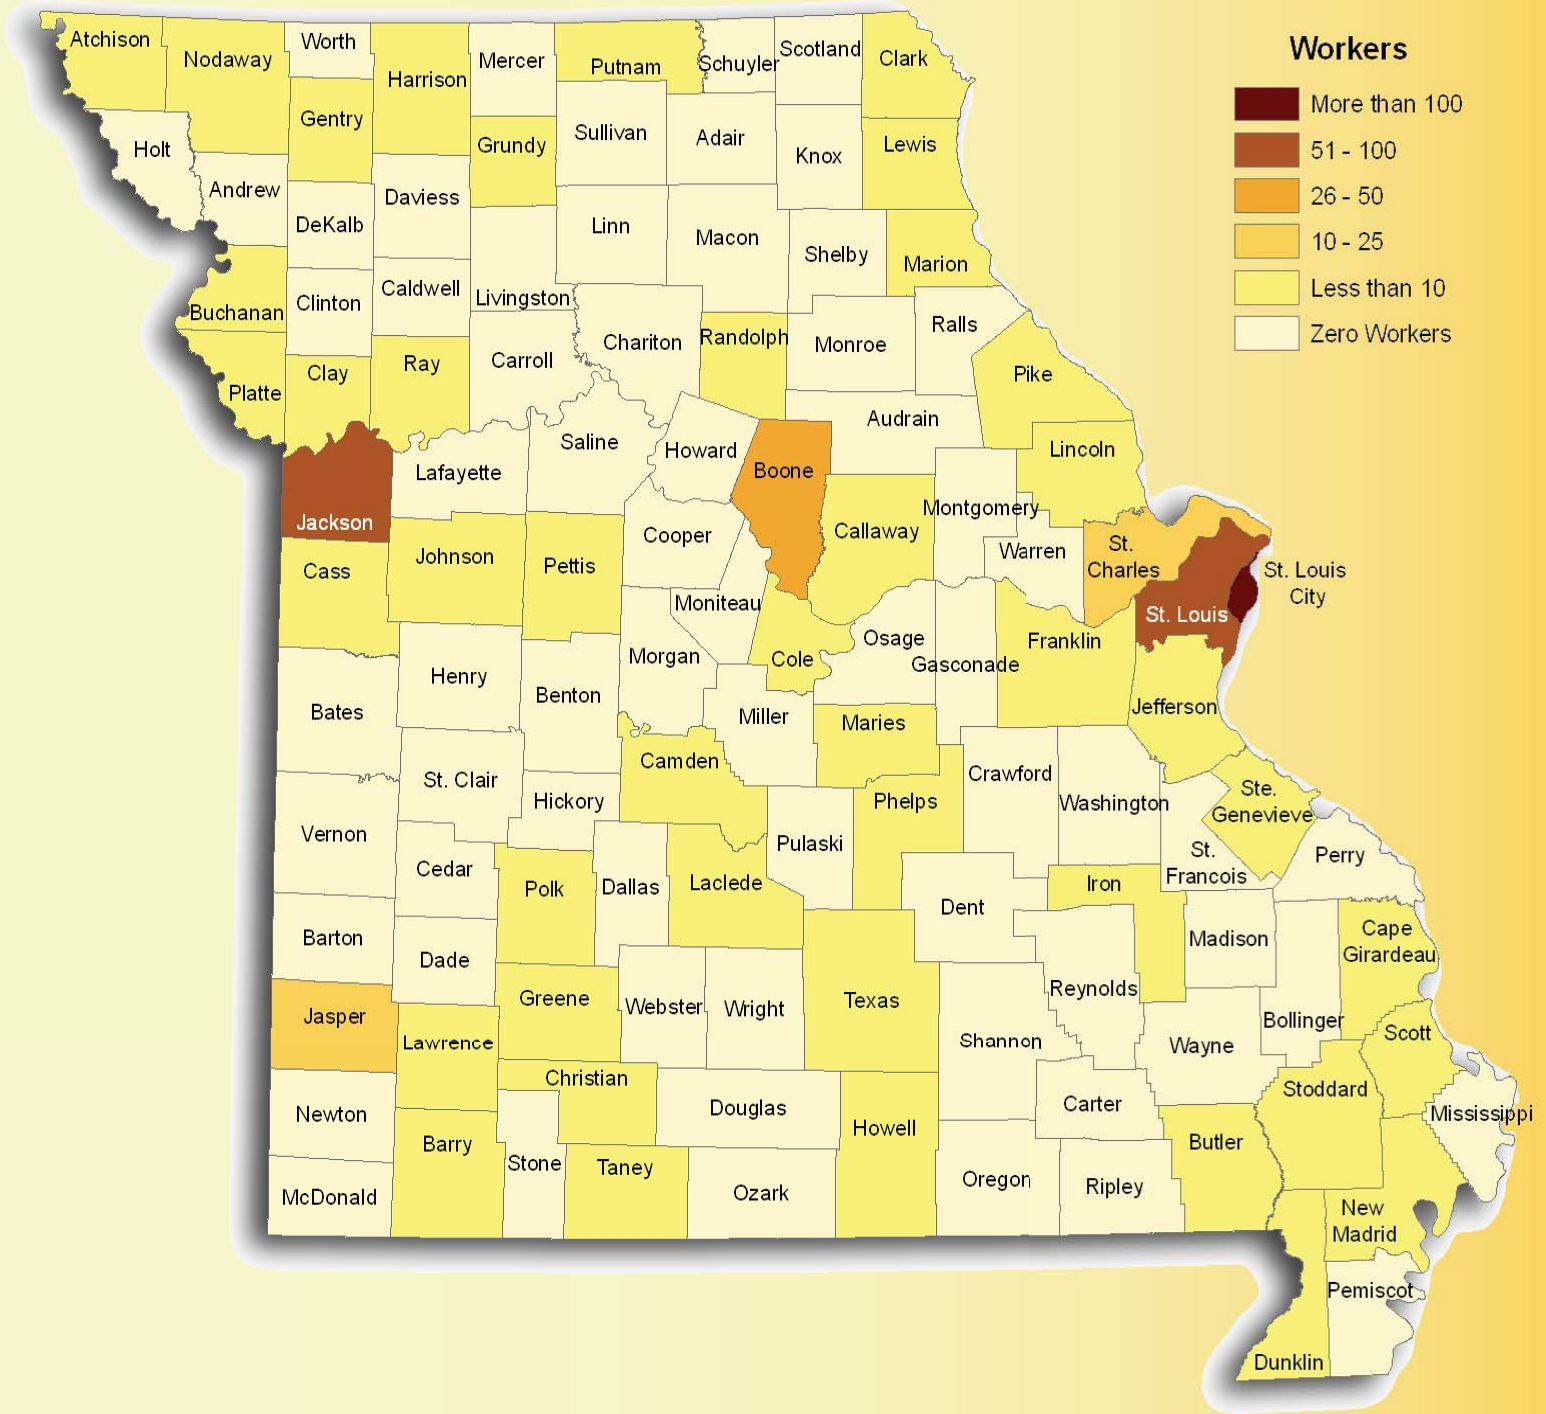 Workers
More than 100
51 - 100
26 - 50
10 - 25
Less than 10
Zero Workers
Atchison
Nodaway
Worth
Harrison
Mercer
Putnam
Schuyler
Scotland
Clark
Gentry
Holt
Andrew
DeKalb
Daviess
Grundy
Sullivan
Adair
Knox
Lewis
Linn
Macon
Shelby
Marion
Buchanan
Clinton
Caldwell
Livingston
Chariton
Randolph
Monroe
Ralls
Platte
Clay
Ray
Carroll
Pike
Audrain
Lincoln
Jackson
Lafayette
Saline
Howard
Boone
Callaway
Montgomery
Warren
St.
Charles
St. Louis
City
St. Louis
Cass
Johnson
Pettis
Cooper
Moniteau
Morgan
Cole
Osage
Gasconade
Franklin
Jefferson
Bates
Henry
Benton
Miller
Maries
Camden
Phelps
Crawford
Washington
Ste.
Genevieve
St. Clair
Hickory
Vernon
Cedar
Polk
Dallas
Laclede
Pulaski
Dent
Iron
St.
Francois
Perry
Barton
Dade
Madison
Cape
Girardeau
Jasper
Greene
Webster
Wright
Texas
Reynolds
Bollinger
Scott
Lawrence
Christian
Shannon
Wayne
Stoddard
Newton
Douglas
Howell
Carter
Mississippi
Barry
Stone
Taney
Ozark
Oregon
Ripley
Butler
McDonald
New
Madrid
Pemiscot
Dunklin